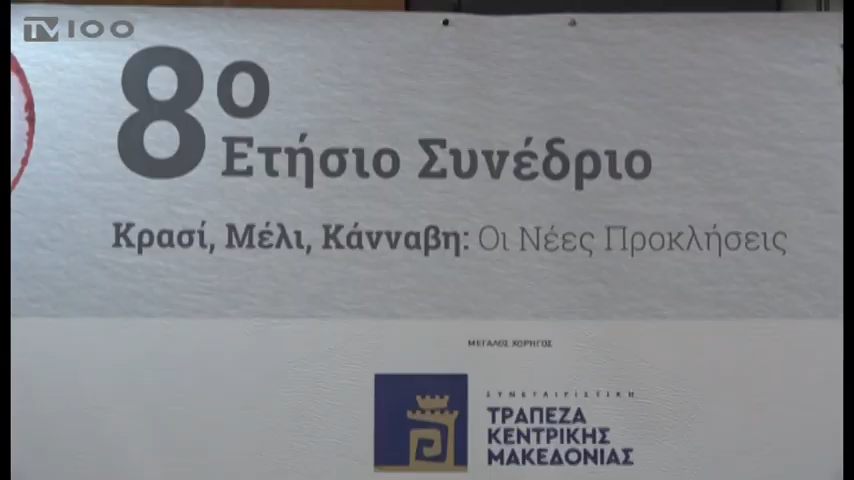 TV100
8ο
Ετήσιο Συνέδριο
Κρασί, Μέλι, Κάνναβη: Οι Νέες Προκλήσεις
ΜΕΓΑΛΟΣ ΧΟΡΗΓΟΣ
ΣΥΝΕΤΑΙΡΙΣΤΙΚΗ
ΤΡΑΠΕΖΑ
ΚΕΝΤΡΙΚΗΣ
ΜΑΚΕΔΟΝΙΑΣ